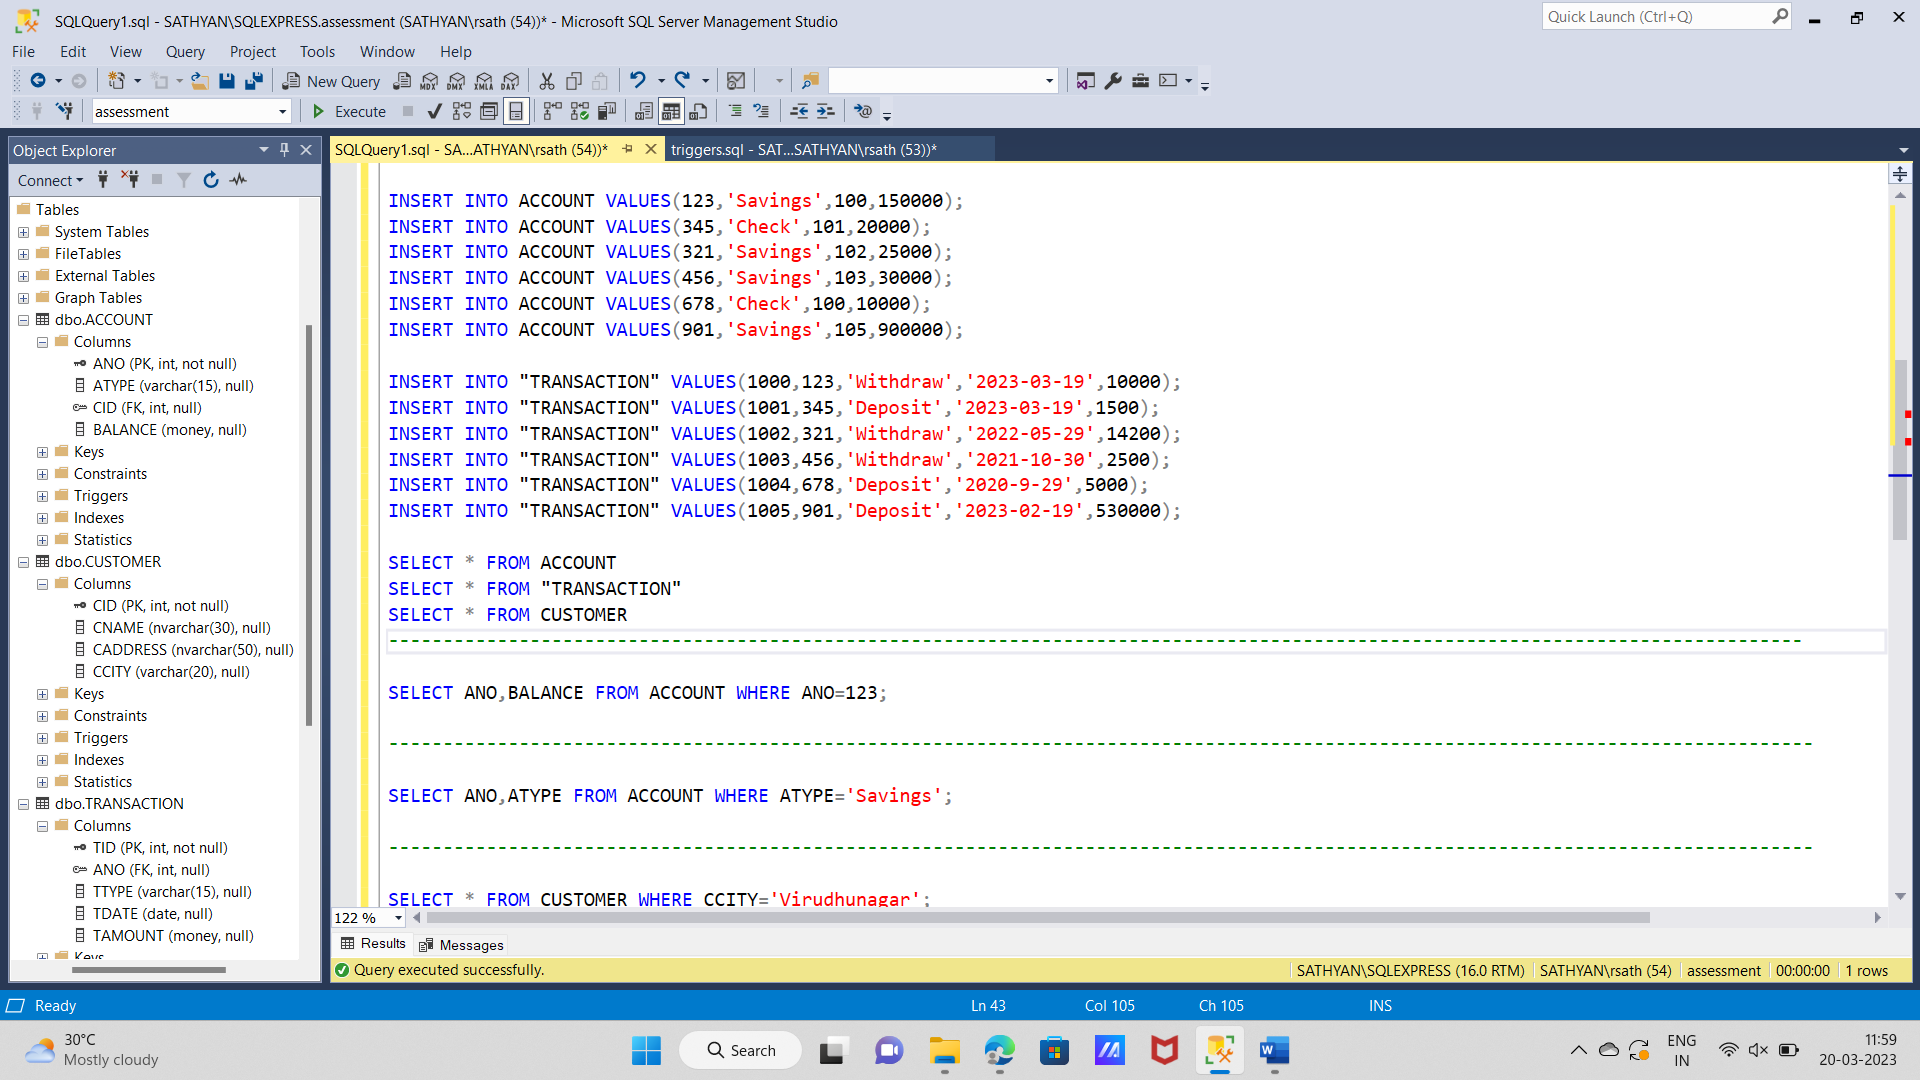 SQLQuery1.sql - SATHYAN\SQLEXPRESS.assessment (SATHYAN\rsath (54))* - Microsoft SQL Server Management Studio
Quick Launch (Ctrl+Q)
File Edit View Query Project Tools Window Help
New Query MDX DMX XMLA DAX
assessment Execute
Object Explorer
Connect
Tables
System Tables
FileTables
External Tables
Graph Tables
dbo.ACCOUNT
Columns
ANO (PK, int, not null)
ATYPE (varchar(15), null)
CID (FK, int, null)
BALANCE (money, null)
Keys
Constraints
Triggers
Indexes
Statistics
dbo.CUSTOMER
Columns
CID (PK, int, not null)
CNAME (nvarchar(30), null)
CADDRESS (nvarchar(50), null)
CCITY (varchar(20), null)
Keys
Constraints
Triggers
Indexes
Statistics
dbo.TRANSACTION
Columns
TID (PK, int, not null)
ANO (FK, int, null)
TTYPE (varchar(15), null)
TDATE (date, null)
TAMOUNT (money, null)
Keys
SQLQuery1.sql - SA...ATHYAN\rsath (54))* triggers.sql - SAT...SATHYAN\rsath (53))*
INSERT INTO ACCOUNT VALUES(123,'Savings',100,150000);
INSERT INTO ACCOUNT VALUES(345,'Check',101,20000);
INSERT INTO ACCOUNT VALUES(321,'Savings',102,25000);
INSERT INTO ACCOUNT VALUES(456,'Savings',103,30000);
INSERT INTO ACCOUNT VALUES(678,'Check',100,10000);
INSERT INTO ACCOUNT VALUES(901,'Savings',105,900000);
INSERT INTO "TRANSACTION" VALUES(1000,123,'Withdraw','2023-03-19',10000);
INSERT INTO "TRANSACTION" VALUES(1001,345,'Deposit','2023-03-19',1500);
INSERT INTO "TRANSACTION" VALUES(1002,321,'Withdraw','2022-05-29',14200);
INSERT INTO "TRANSACTION" VALUES(1003,456,'Withdraw','2021-10-30',2500);
INSERT INTO "TRANSACTION" VALUES(1004,678,'Deposit','2020-9-29',5000);
INSERT INTO "TRANSACTION" VALUES(1005,901,'Deposit','2023-02-19',530000);
SELECT * FROM ACCOUNT
SELECT * FROM "TRANSACTION"
SELECT * FROM CUSTOMER
SELECT ANO,BALANCE FROM ACCOUNT WHERE ANO=123;
SELECT ANO,ATYPE FROM ACCOUNT WHERE ATYPE='Savings';
SELECT * FROM CUSTOMER WHERE CCITY='Virudhunagar';
122 %
Results Messages
Query executed successfully. SATHYAN\SQLEXPRESS (16.0 RTM) SATHYAN\rsath (54) assessment 00:00:00 1 rows
Ready Ln 43 Col 105 Ch 105 INS
30°C
Mostly cloudy
Search
ENG
IN
11:59
20-03-2023